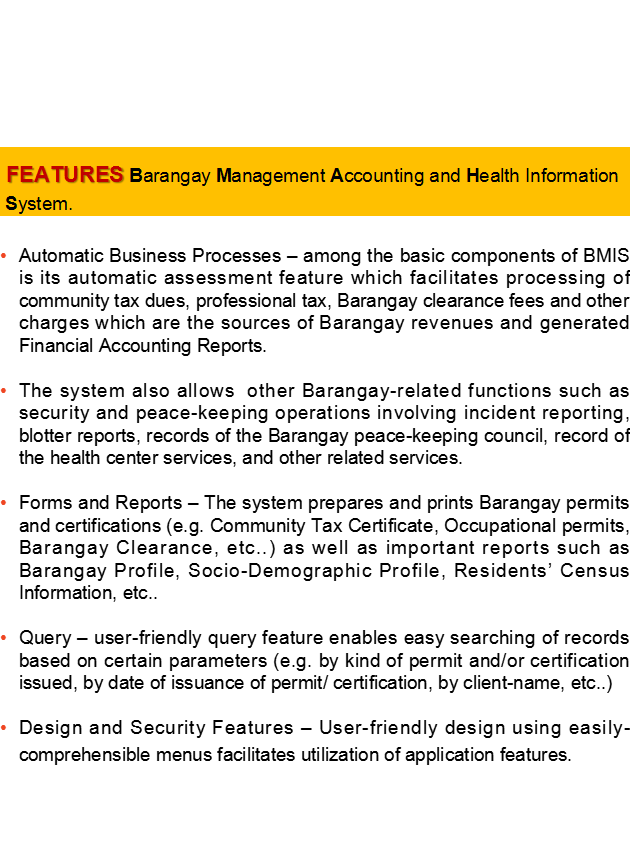 FEATURES Barangay Management Accounting and Health Information
System.
• Automatic Business Processes – among the basic components of BMIS
is its automatic assessment feature which facilitates processing of
community tax dues, professional tax, Barangay clearance fees and other
charges which are the sources of Barangay revenues and generated
Financial Accounting Reports.
• The system also allows  other Barangay-related functions such as
security and peace-keeping operations involving incident reporting,
blotter reports, records of the Barangay peace-keeping council, record of
the health center services, and other related services.
• Forms and Reports – The system prepares and prints Barangay permits
and certifications (e.g. Community Tax Certificate, Occupational permits,
Barangay Clearance, etc..) as well as important reports such as
Barangay Profile, Socio-Demographic Profile, Residents’ Census
Information, etc..
• Query – user-friendly query feature enables easy searching of records
based on certain parameters (e.g. by kind of permit and/or certification
issued, by date of issuance of permit/ certification, by client-name, etc..)
• Design and Security Features – User-friendly design using easily-
comprehensible menus facilitates utilization of application features.